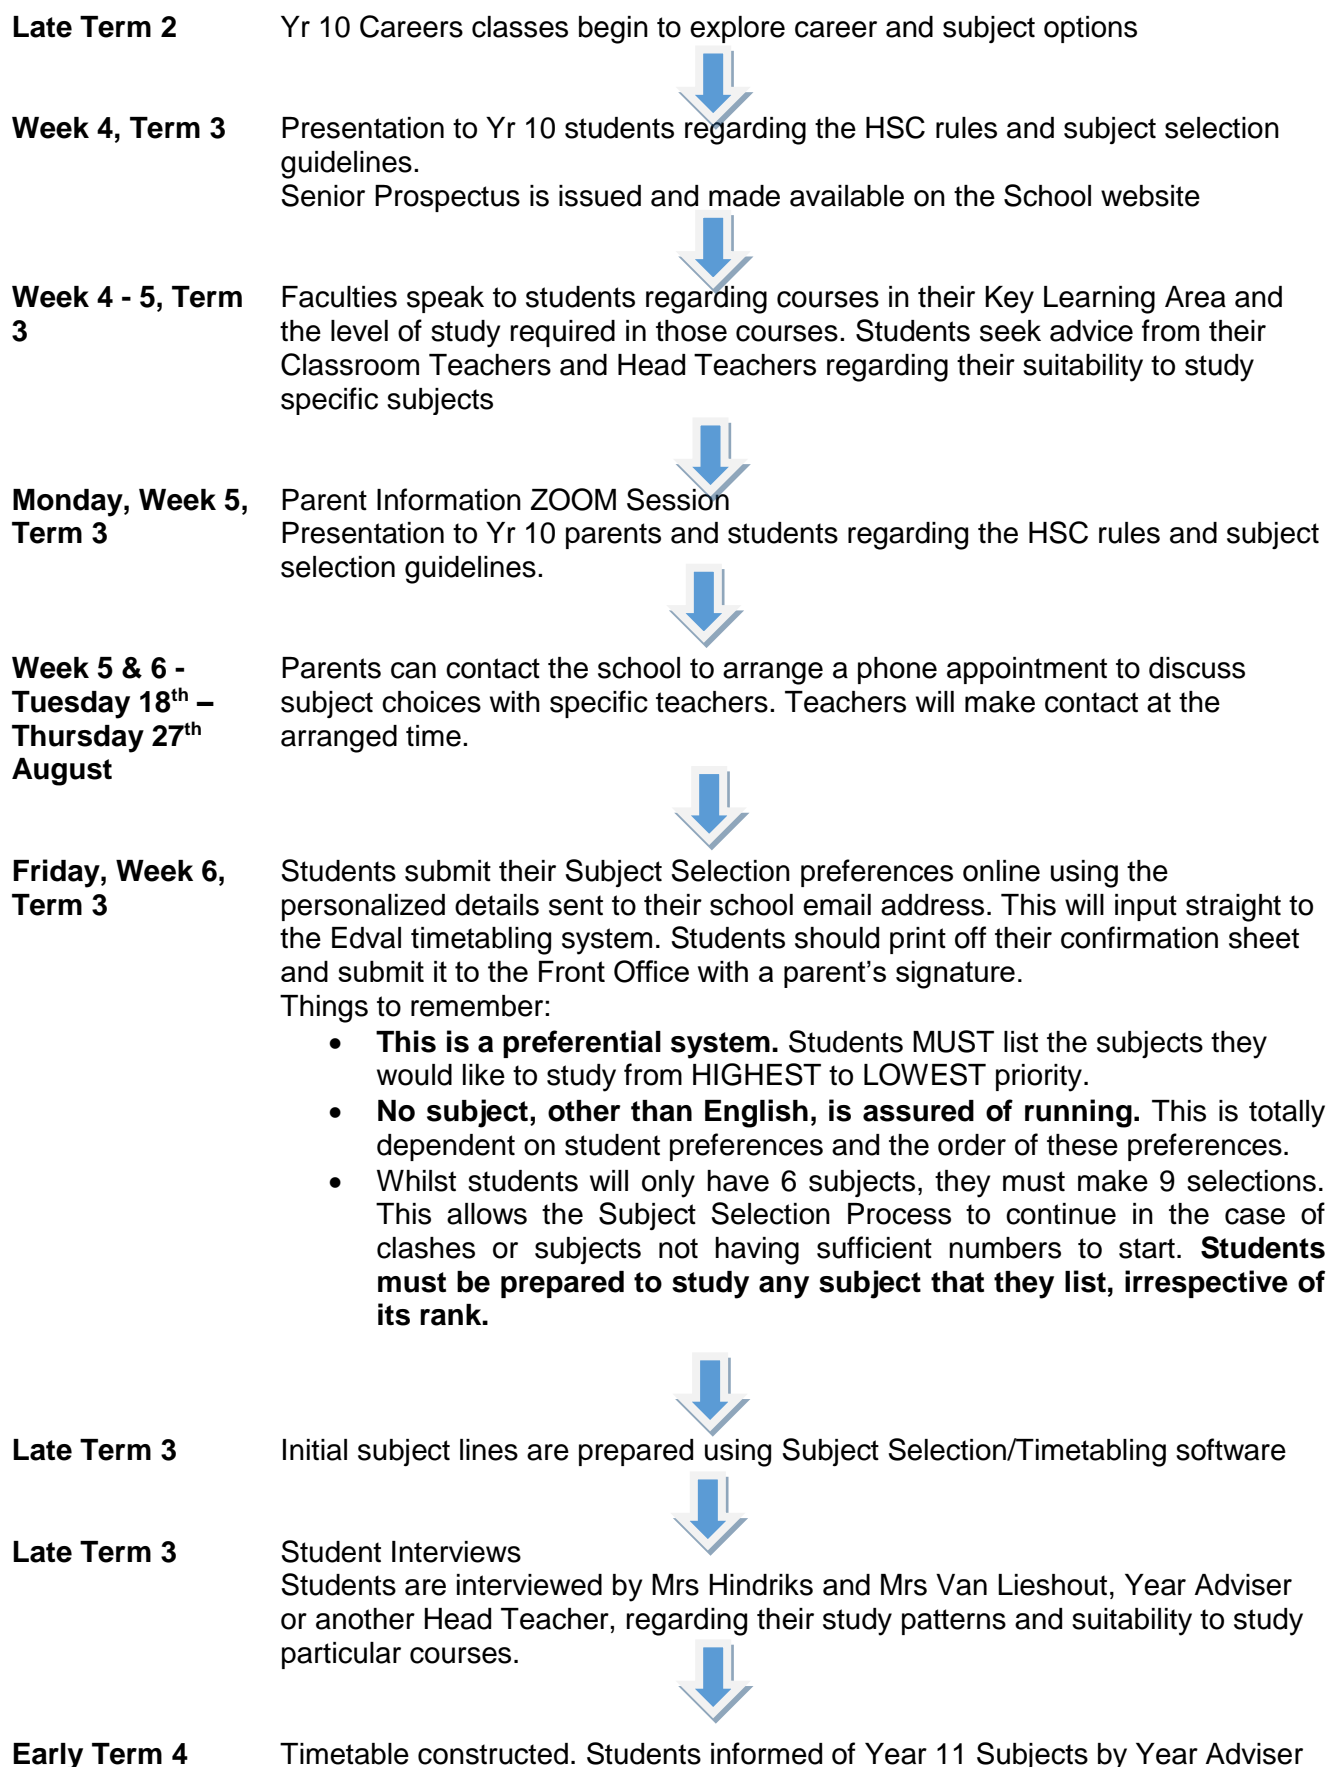 Late Term 2 Yr 10 Careers classes begin to explore career and subject options
Week 4, Term 3 Presentation to Yr 10 students regarding the HSC rules and subject selection
guidelines.
Senior Prospectus is issued and made available on the School website
Week 4 - 5, Term Faculties speak to students regarding courses in their Key Learning Area and
3 the level of study required in those courses. Students seek advice from their
Classroom Teachers and Head Teachers regarding their suitability to study
specific subjects
Monday, Week 5, Parent Information ZOOM Session
Term 3 Presentation to Yr 10 parents and students regarding the HSC rules and subject
selection guidelines.
Week 5 & 6 - Parents can contact the school to arrange a phone appointment to discuss
Tuesday 18th – subject choices with specific teachers. Teachers will make contact at the
Thursday 27th arranged time.
August
Friday, Week 6, Students submit their Subject Selection preferences online using the
Term 3 personalized details sent to their school email address. This will input straight to
the Edval timetabling system. Students should print off their confirmation sheet
and submit it to the Front Office with a parent’s signature.
Things to remember:
• This is a preferential system. Students MUST list the subjects they
would like to study from HIGHEST to LOWEST priority.
• No subject, other than English, is assured of running. This is totally
dependent on student preferences and the order of these preferences.
• Whilst students will only have 6 subjects, they must make 9 selections.
This allows the Subject Selection Process to continue in the case of
clashes or subjects not having sufficient numbers to start. Students
must be prepared to study any subject that they list, irrespective of
its rank.
Late Term 3 Initial subject lines are prepared using Subject Selection/Timetabling software
Late Term 3 Student Interviews
Students are interviewed by Mrs Hindriks and Mrs Van Lieshout, Year Adviser
or another Head Teacher, regarding their study patterns and suitability to study
particular courses.
Early Term 4 Timetable constructed. Students informed of Year 11 Subjects by Year Adviser